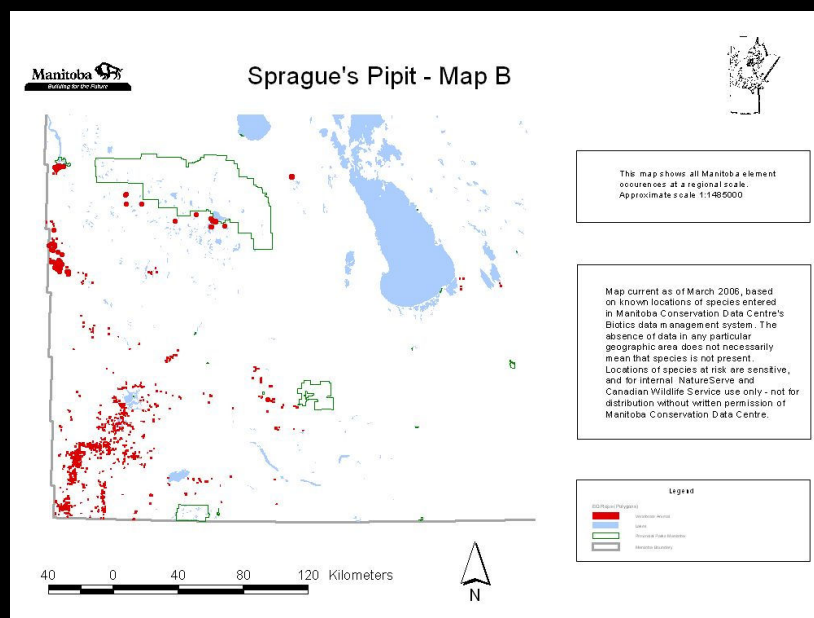 Manitoba
Building for the Future
Sprague's Pipit - Map B
This map shows all Manitoba element
occurences at a regional scale.
Approximate scale 1:1485000
Map current as of March 2006, based
on known locations of species entered
in Manitoba Conservation Data Centre's
Biotics data management system. The
absence of data in any particular
geographic area does not necessarily
mean that species is not present.
Locations of species at risk are sensitive,
and for internal NatureServe and
Canadian Wildlife Service use only - not for
distribution without written permission of
Manitoba Conservation Data Centre.
Legend
Manitoba Boundary
40 0 40 80 120 Kilometers
N